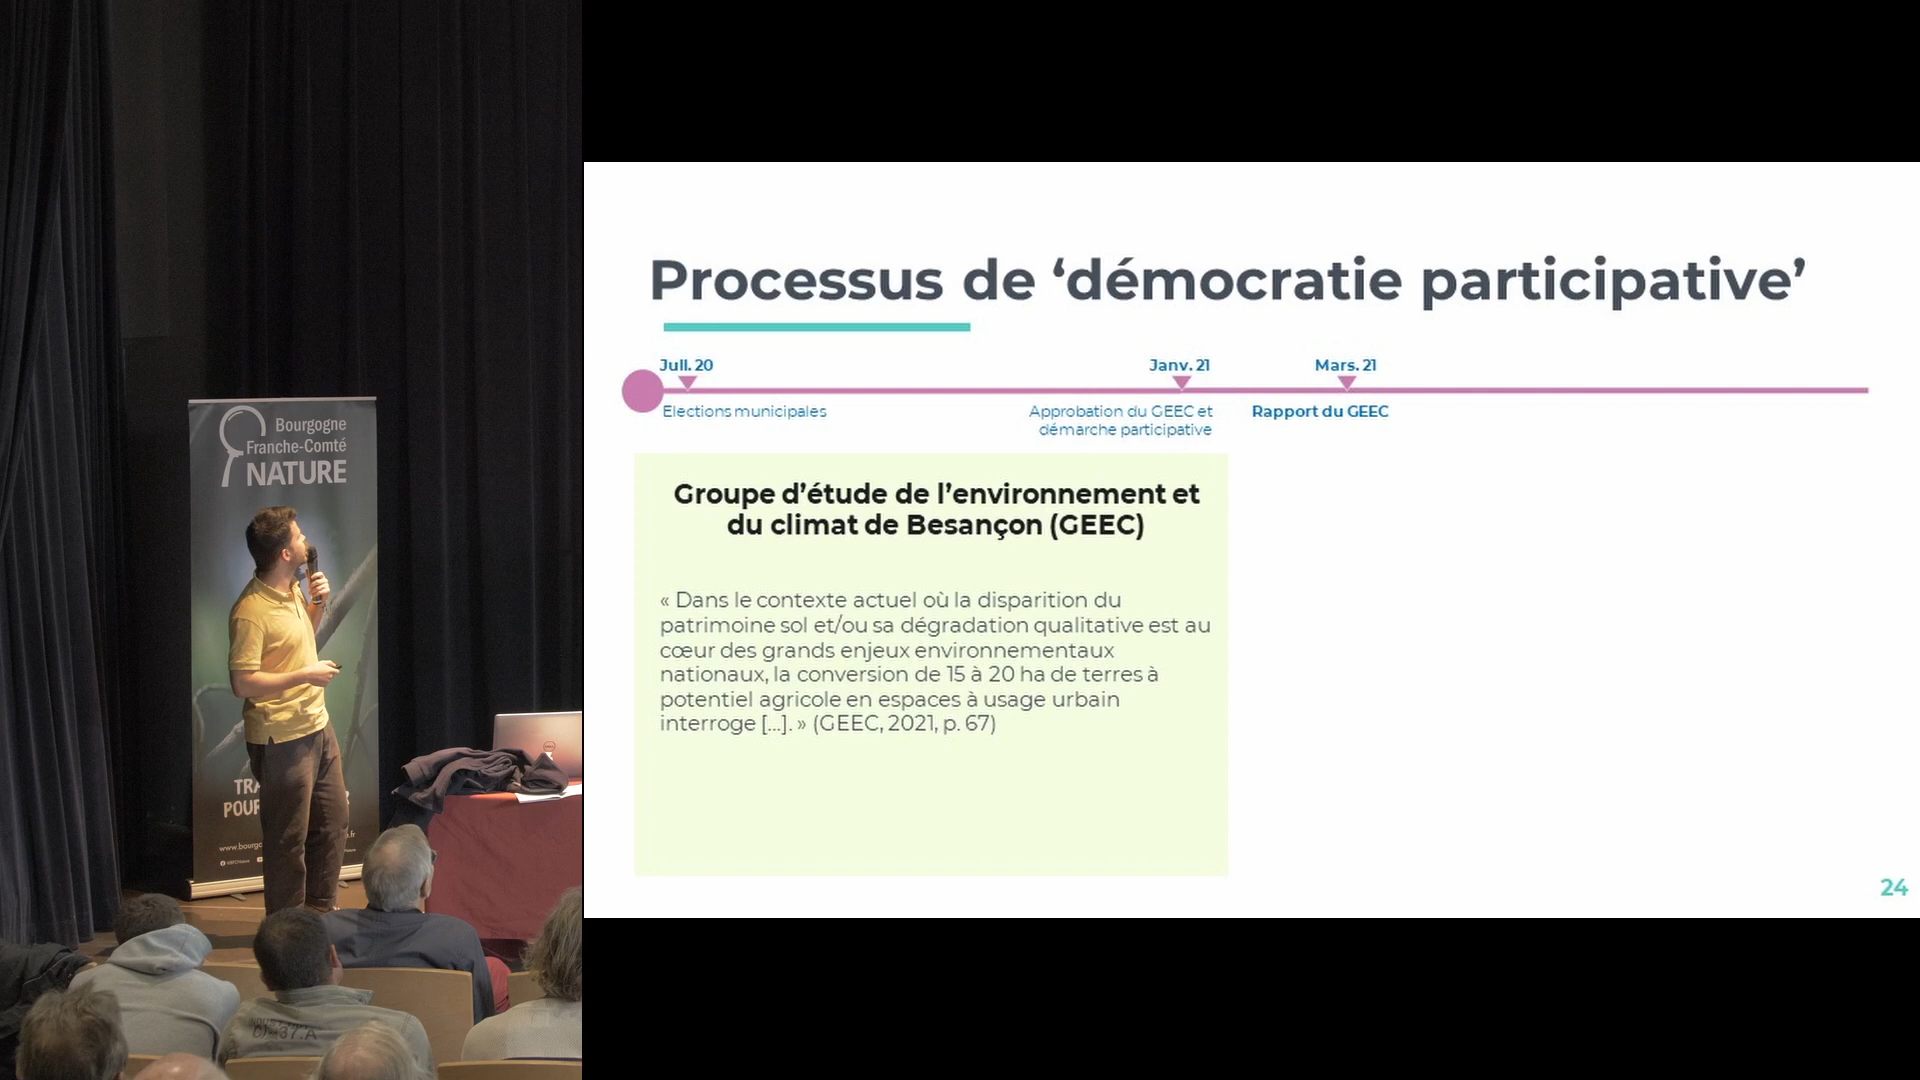 Bourgogne
Franche-Comté
NATURE
TRA
POUR
www.bourgo
.fr
Processus de ‘démocratie participative’
Juil. 20
Janv. 21
Mars. 21
Elections municipales
Approbation du GEEC et
démarche participative
Rapport du GEEC
Groupe d’étude de l’environnement et
du climat de Besançon (GEEC)
« Dans le contexte actuel où la disparition du
patrimoine sol et/ou sa dégradation qualitative est au
cœur des grands enjeux environnementaux
nationaux, la conversion de 15 à 20 ha de terres à
potentiel agricole en espaces à usage urbain
interroge [...]. » (GEEC, 2021, p. 67)
24